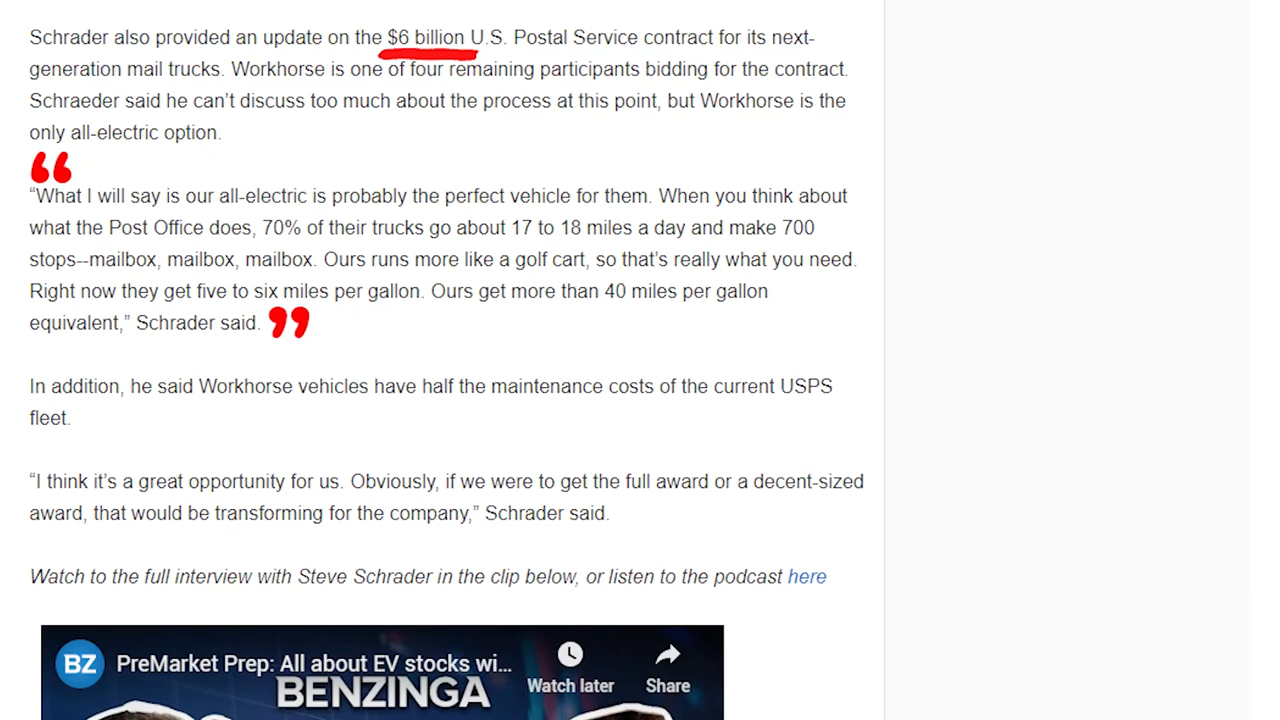 Schrader also provided an update on the $6 billion U.S. Postal Service contract for its next-
generation mail trucks. Workhorse is one of four remaining participants bidding for the contract.
Schraeder said he can’t discuss too much about the process at this point, but Workhorse is the
only all-electric option.
“
“What I will say is our all-electric is probably the perfect vehicle for them. When you think about
what the Post Office does, 70% of their trucks go about 17 to 18 miles a day and make 700
stops--mailbox, mailbox, mailbox. Ours runs more like a golf cart, so that’s really what you need.
Right now they get five to six miles per gallon. Ours get more than 40 miles per gallon
equivalent,” Schrader said. ”
In addition, he said Workhorse vehicles have half the maintenance costs of the current USPS
fleet.
“I think it’s a great opportunity for us. Obviously, if we were to get the full award or a decent-sized
award, that would be transforming for the company,” Schrader said.
Watch to the full interview with Steve Schrader in the clip below, or listen to the podcast here
BZ PreMarket Prep: All about EV stocks wi...
BENZINGA
Watch later Share